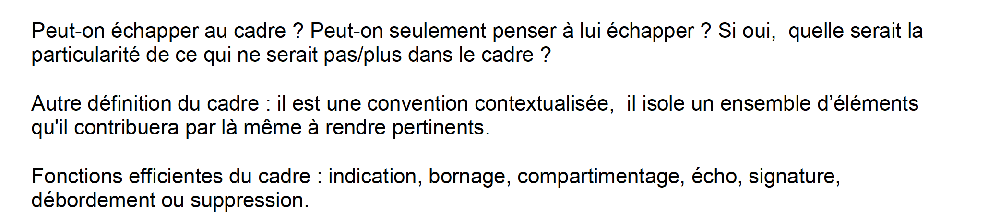 Peut-on échapper au cadre ? Peut-on seulement penser à lui échapper ? Si oui,  quelle serait la
particularité de ce qui ne serait pas/plus dans le cadre ?
Autre définition du cadre : il est une convention contextualisée,  il isole un ensemble d’éléments
qu'il contribuera par là même à rendre pertinents.
Fonctions efficientes du cadre : indication, bornage, compartimentage, écho, signature,
débordement ou suppression.